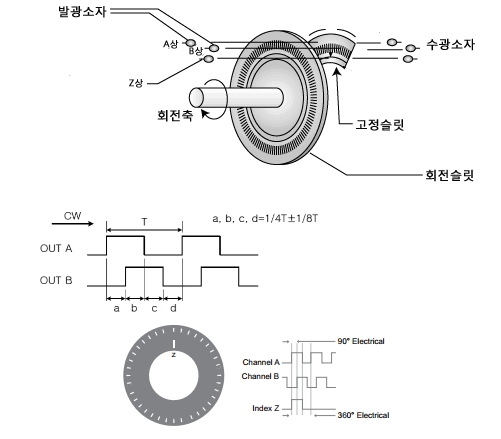 발광소자
A상
B상
수광소자
Z상
회전축
고정슬릿
회전슬릿
CW
T
a, b, c, d=1/4T±1/8T
OUT A
OUT B
a b c d
z
90° Electrical
Channel A
Channel B
Index Z
360° Electrical